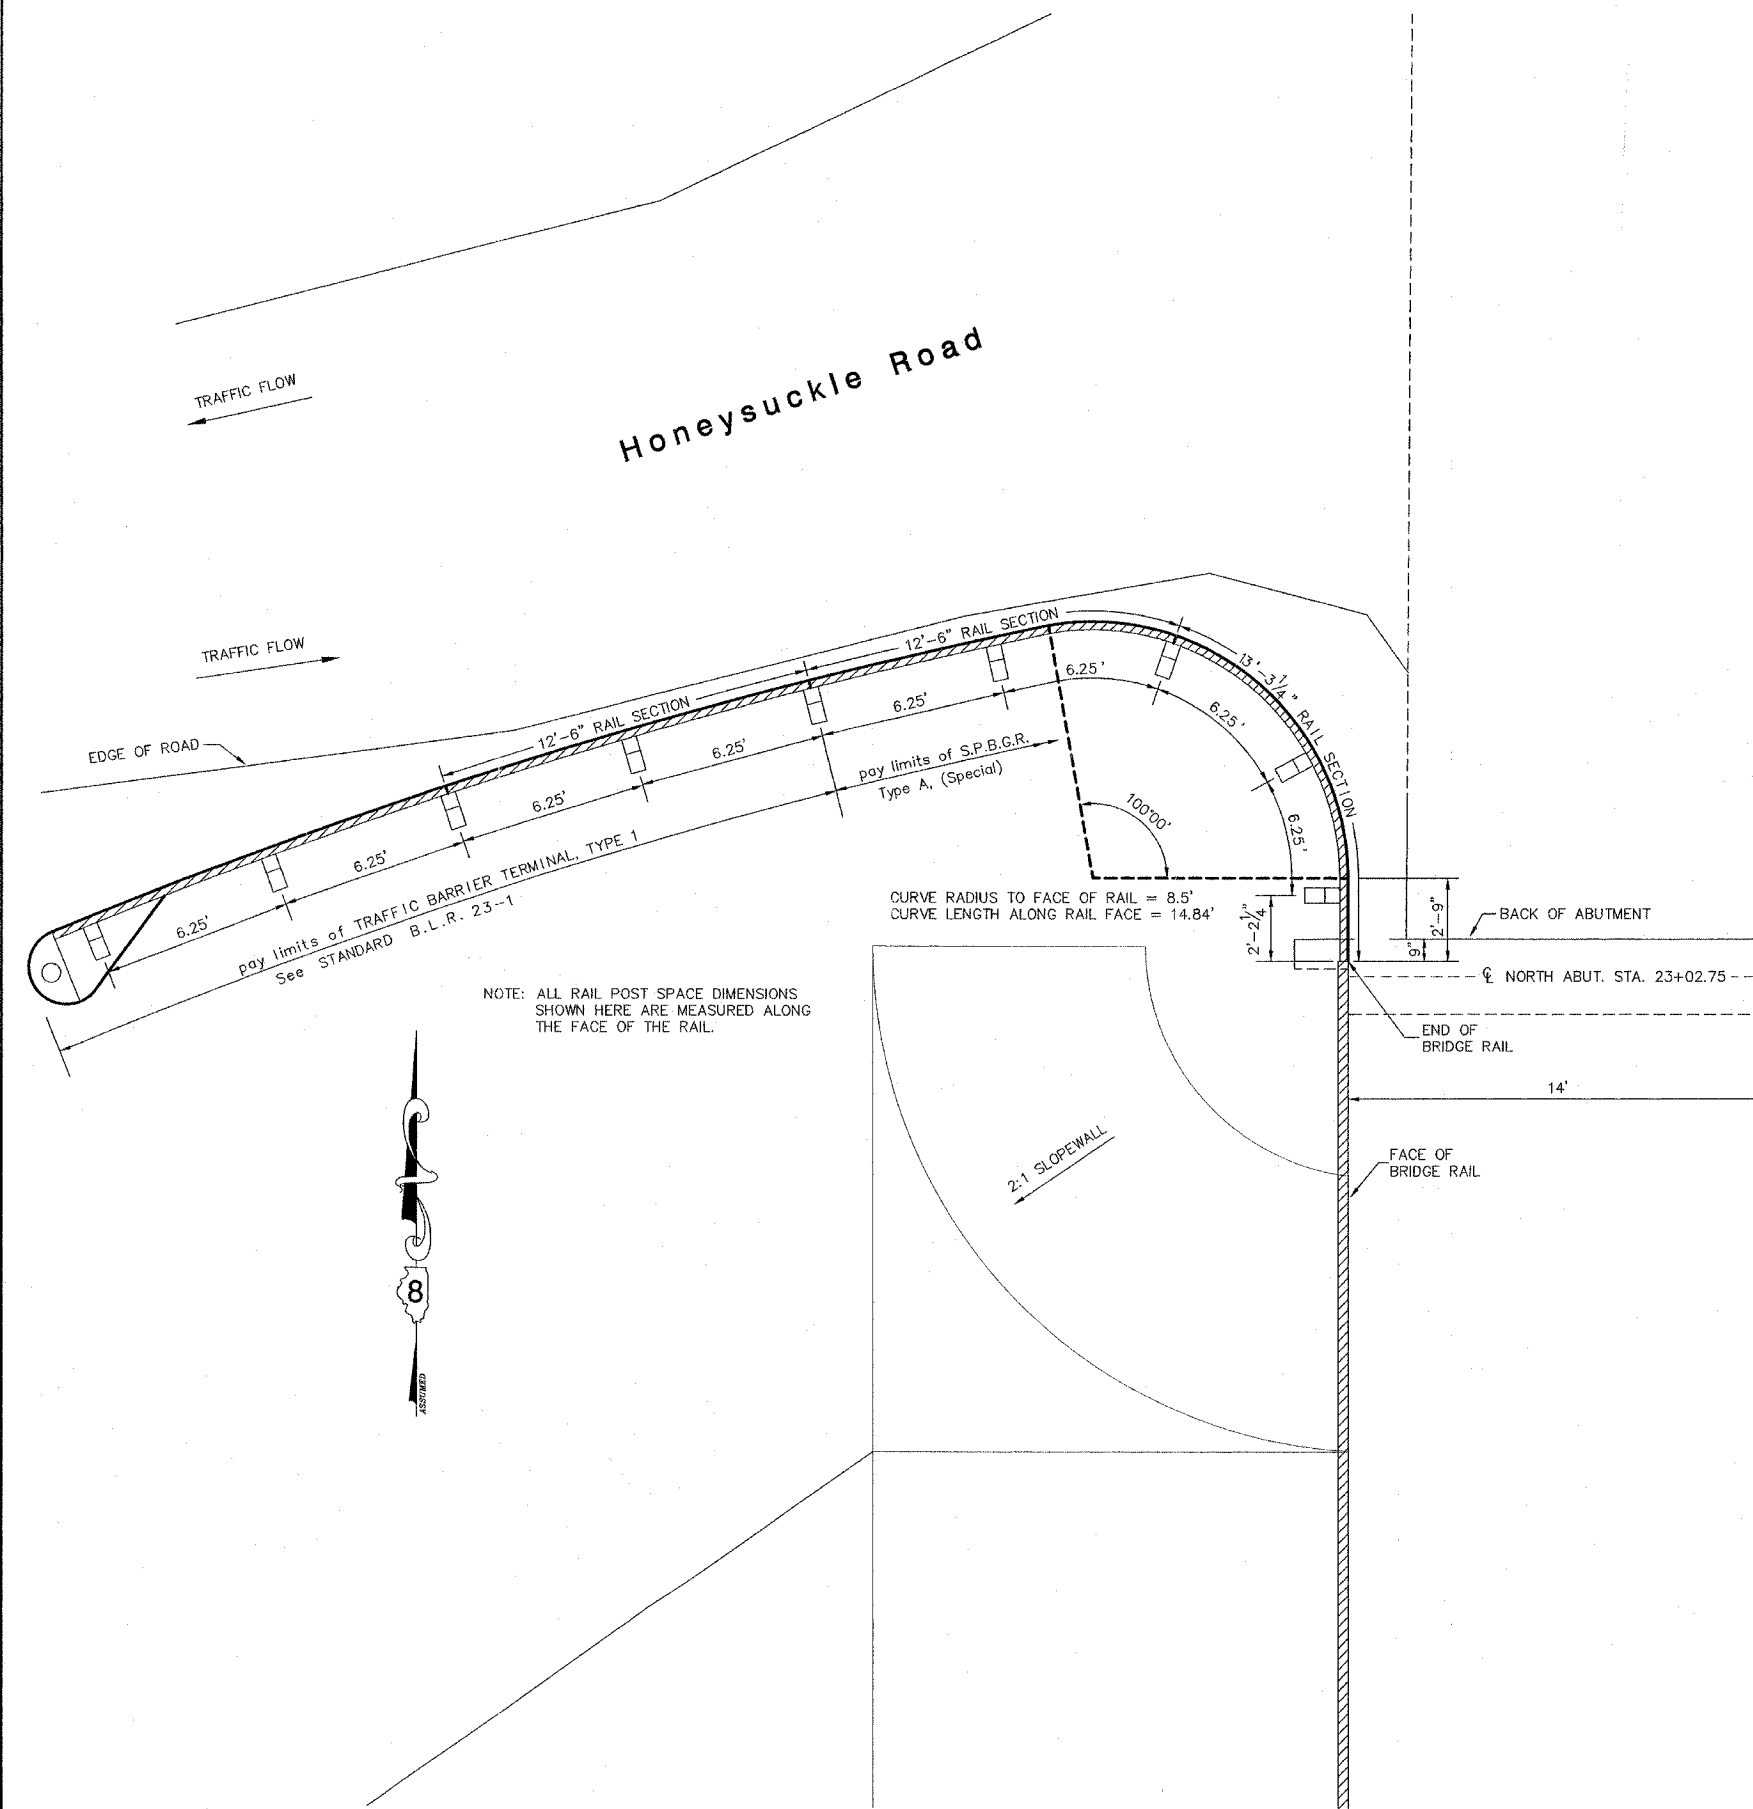 TRAFFIC FLOW
Honeysuckle Road
TRAFFIC FLOW
EDGE OF ROAD
12'-6" RAIL SECTION
12'-6" RAIL SECTION
13'-3 1/4" RAIL SECTION
6.25'
6.25'
6.25'
6.25'
6.25'
6.25'
6.25'
6.25'
pay limits of S.P.B.G.R.
Type A, (Special)
100°00'
pay limits of TRAFFIC BARRIER TERMINAL, TYPE 1
See STANDARD B.L.R. 23-1
CURVE RADIUS TO FACE OF RAIL = 8.5'
CURVE LENGTH ALONG RAIL FACE = 14.84'
2'-2 1/4"
9"
2'-9"
BACK OF ABUTMENT
℄ NORTH ABUT. STA. 23+02.75
NOTE: ALL RAIL POST SPACE DIMENSIONS
SHOWN HERE ARE MEASURED ALONG
THE FACE OF THE RAIL.
END OF
BRIDGE RAIL
14'
2:1 SLOPEWALL
FACE OF
BRIDGE RAIL
8
ASSUMED